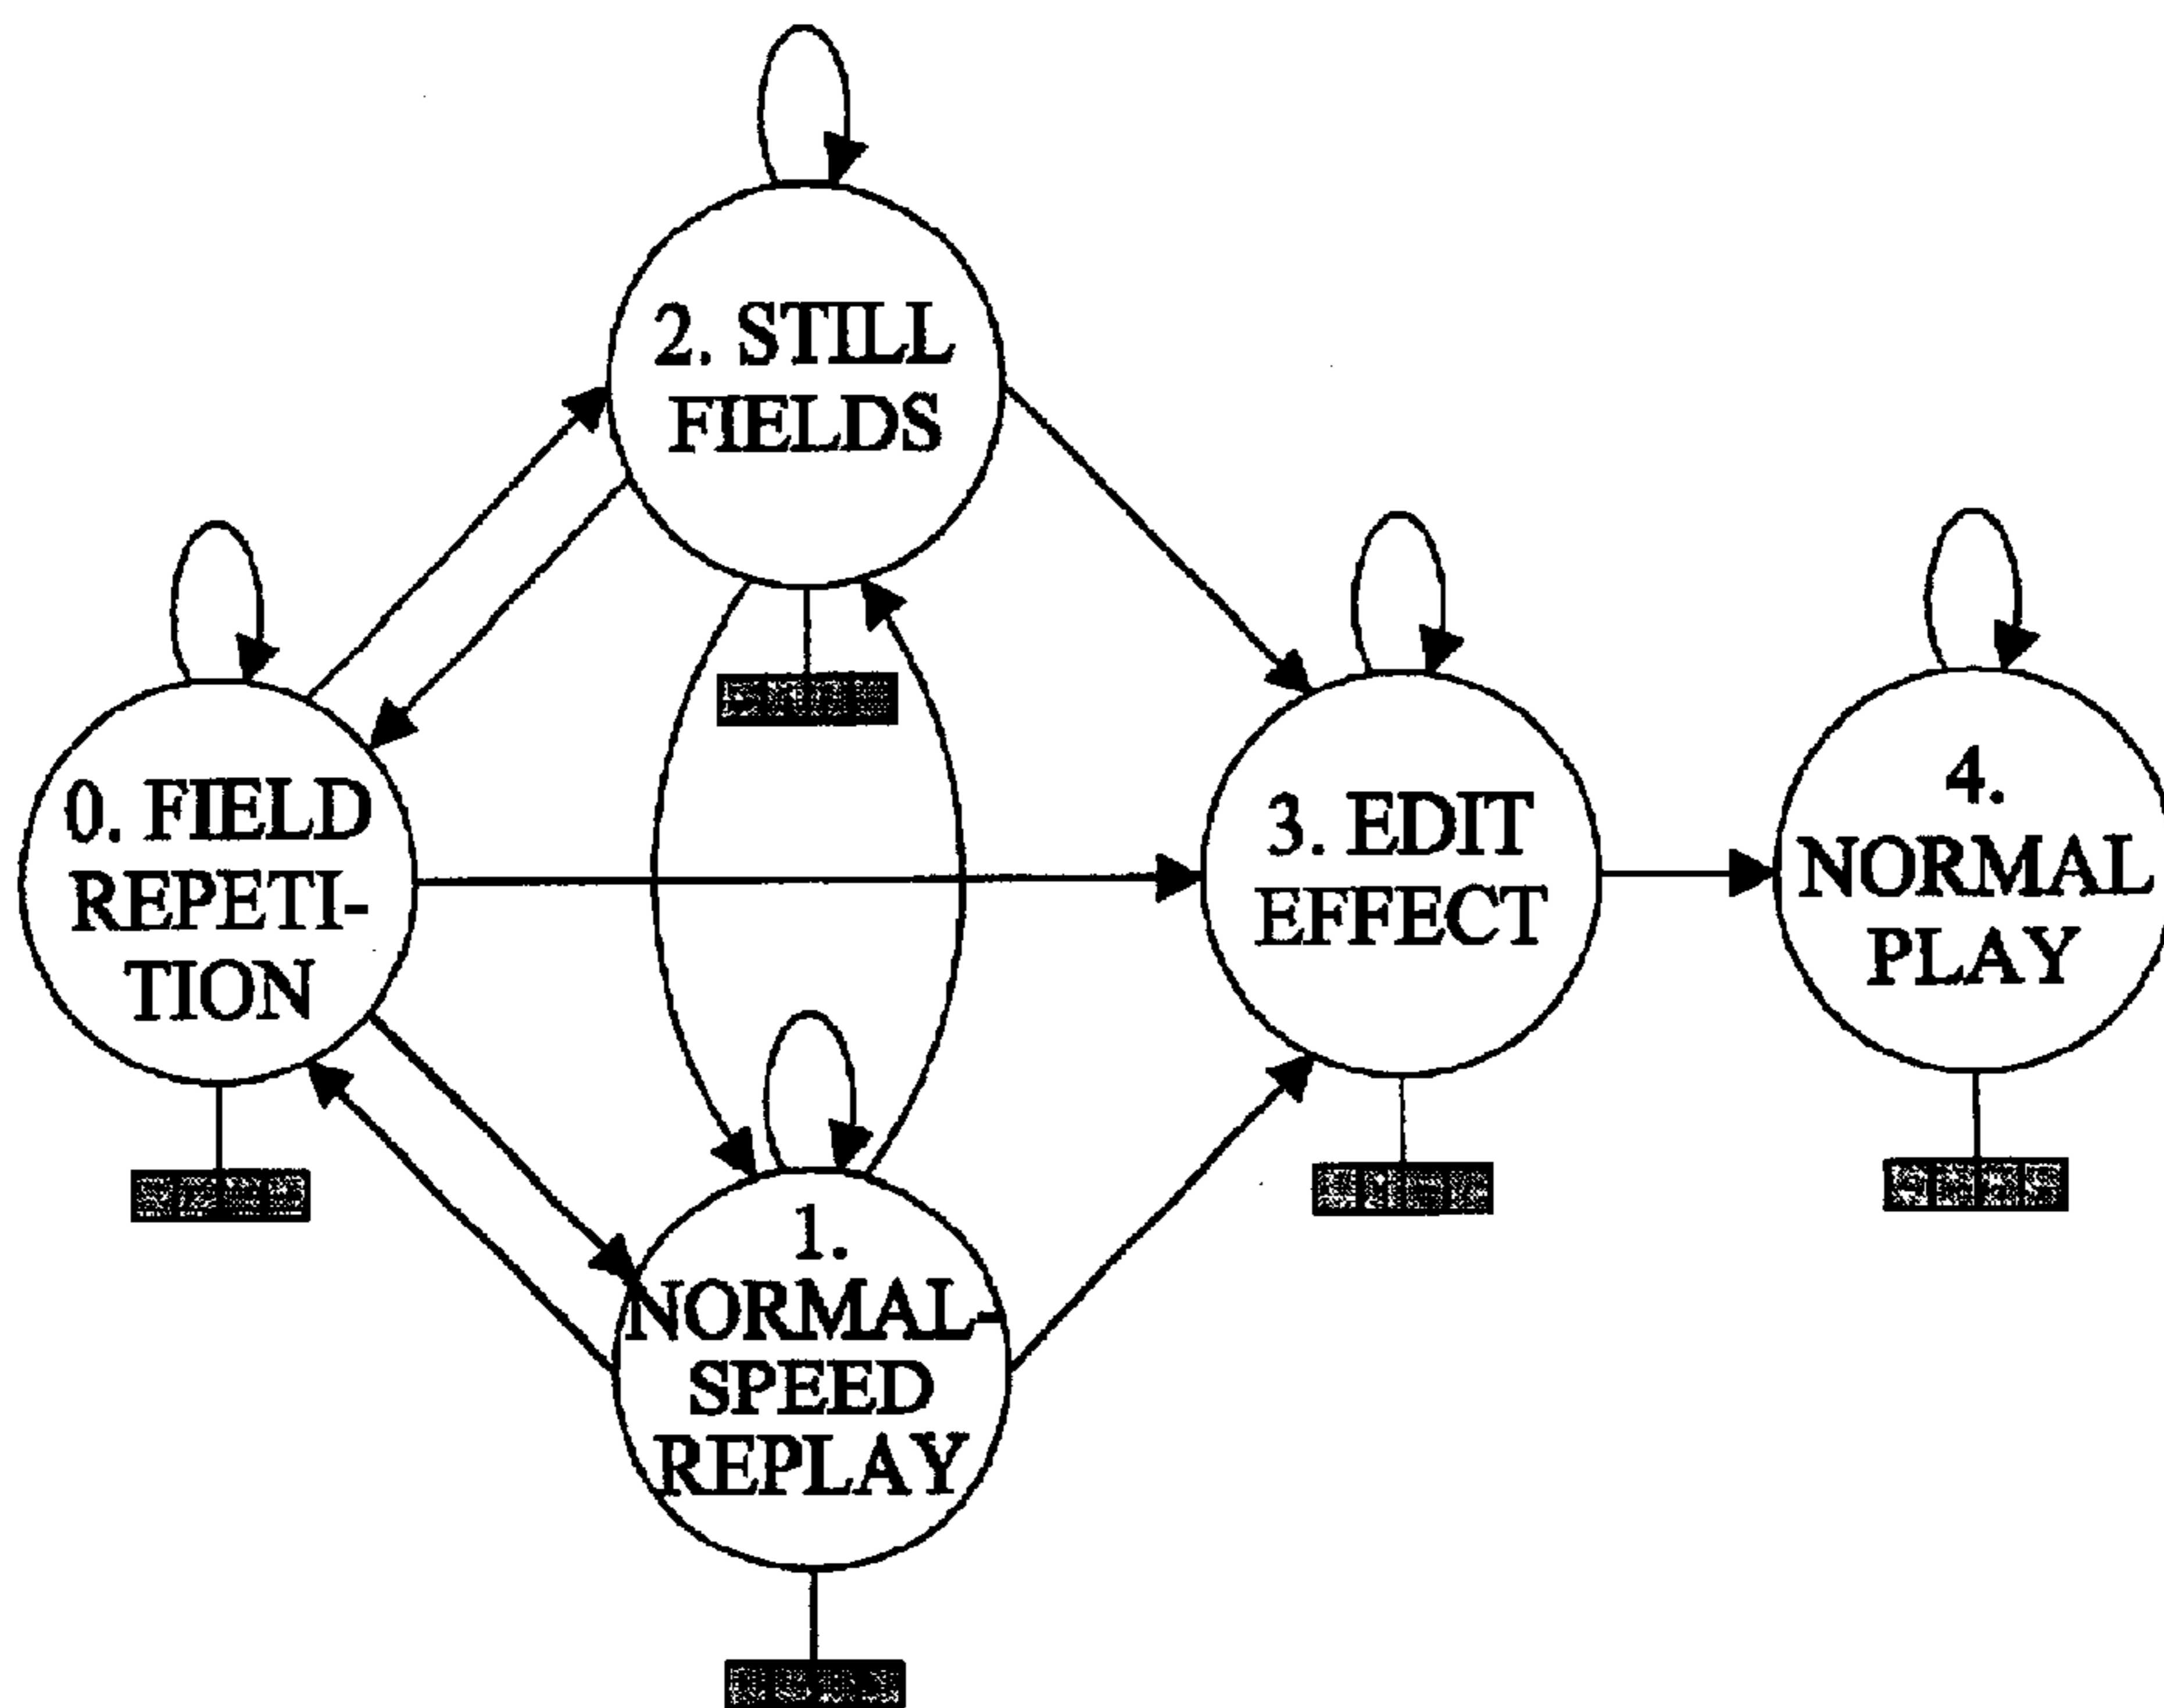 2. STILL
FIELDS
0. FIELD
REPETI-
TION
3. EDIT
EFFECT
4.
NORMAL
PLAY
1.
NORMAL-
SPEED
REPLAY